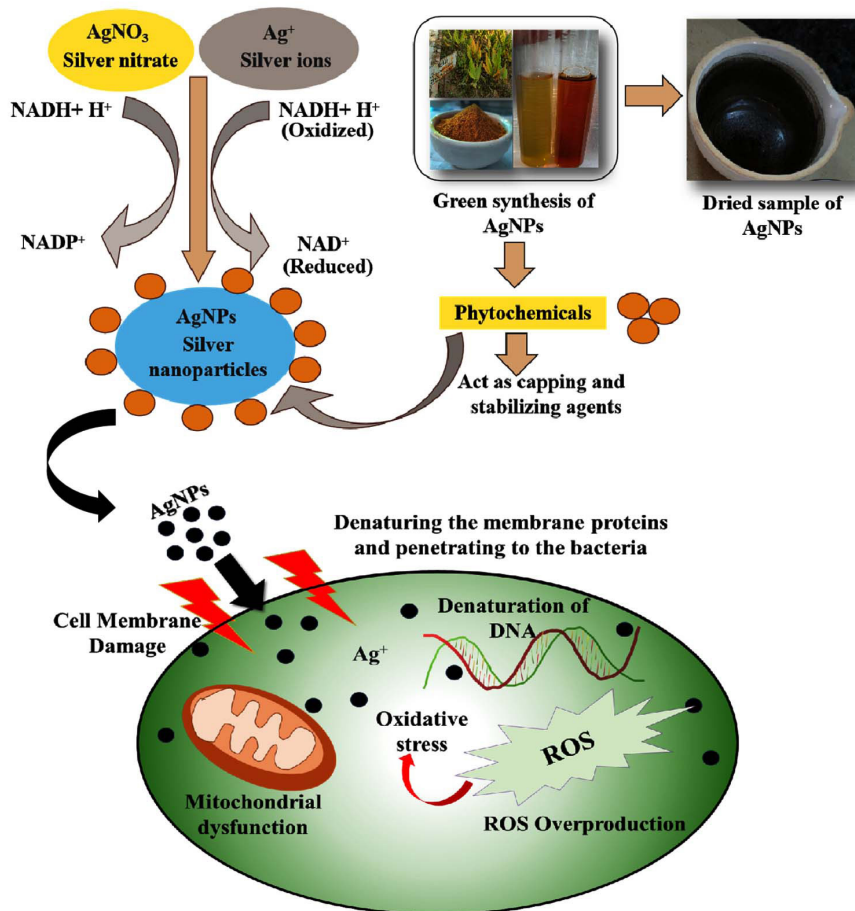 AgNO₃
Silver nitrate
Ag⁺
Silver ions
NADH+ H⁺
NADH+ H⁺
(Oxidized)
NADP⁺
NAD⁺
(Reduced)
AgNPs
Silver
nanoparticles
Green synthesis of
AgNPs
Dried sample of
AgNPs
Phytochemicals
Act as capping and
stabilizing agents
AgNPs
Denaturing the membrane proteins
and penetrating to the bacteria
Cell Membrane
Damage
Ag⁺
Denaturation of
DNA
Oxidative
stress
ROS
Mitochondrial
dysfunction
ROS Overproduction